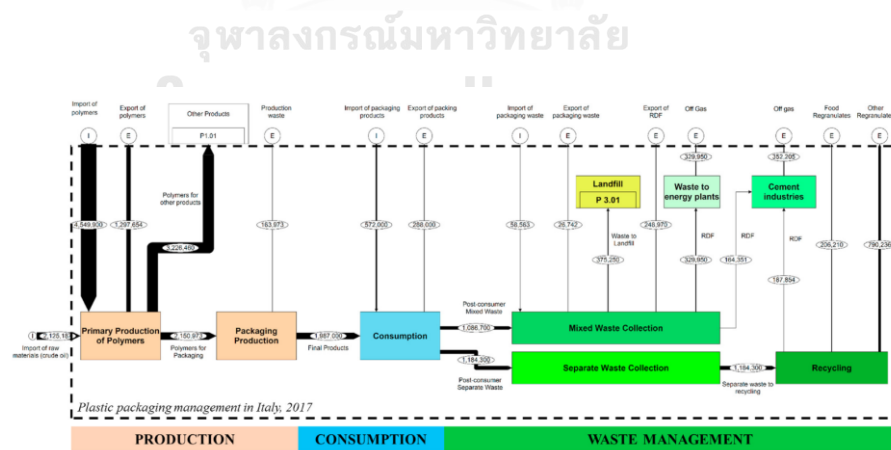 จุฬาลงกรณ์มหาวิทยาลัย
Import of
polymers
Export of
polymers
Other Products
Production
waste
Import of packaging
products
Export of packing
products
Import of
packaging waste
Export of
packaging waste
Export of
RDF
Off Gas
Off gas
Food
Regranulates
Other
Regranulates
I
E
P1.01
E
I
E
I
E
E
E
E
E
E
Landfill
P 3.01
Waste to
energy plants
Cement
industries
Polymers for
other products
4,549,900
1,297,654
3,226,460
163,973
572,000
288,000
58,563
26,742
375,250
Waste to
Landfill
248,970
329,950
329,950
RDF
164,351
RDF
352,205
187,854
RDF
206,210
790,236
I
Import of raw
materials (crude oil)
Primary Production
of Polymers
2,150,973
Polymers for
Packaging
Packaging
Production
1,987,000
Final Products
Consumption
Post-consumer
Mixed Waste
1,086,700
Mixed Waste Collection
1,184,300
Post-consumer
Separate Waste
Separate Waste Collection
1,184,300
Separate waste to
recycling
Recycling
Plastic packaging management in Italy, 2017
PRODUCTION
CONSUMPTION
WASTE MANAGEMENT